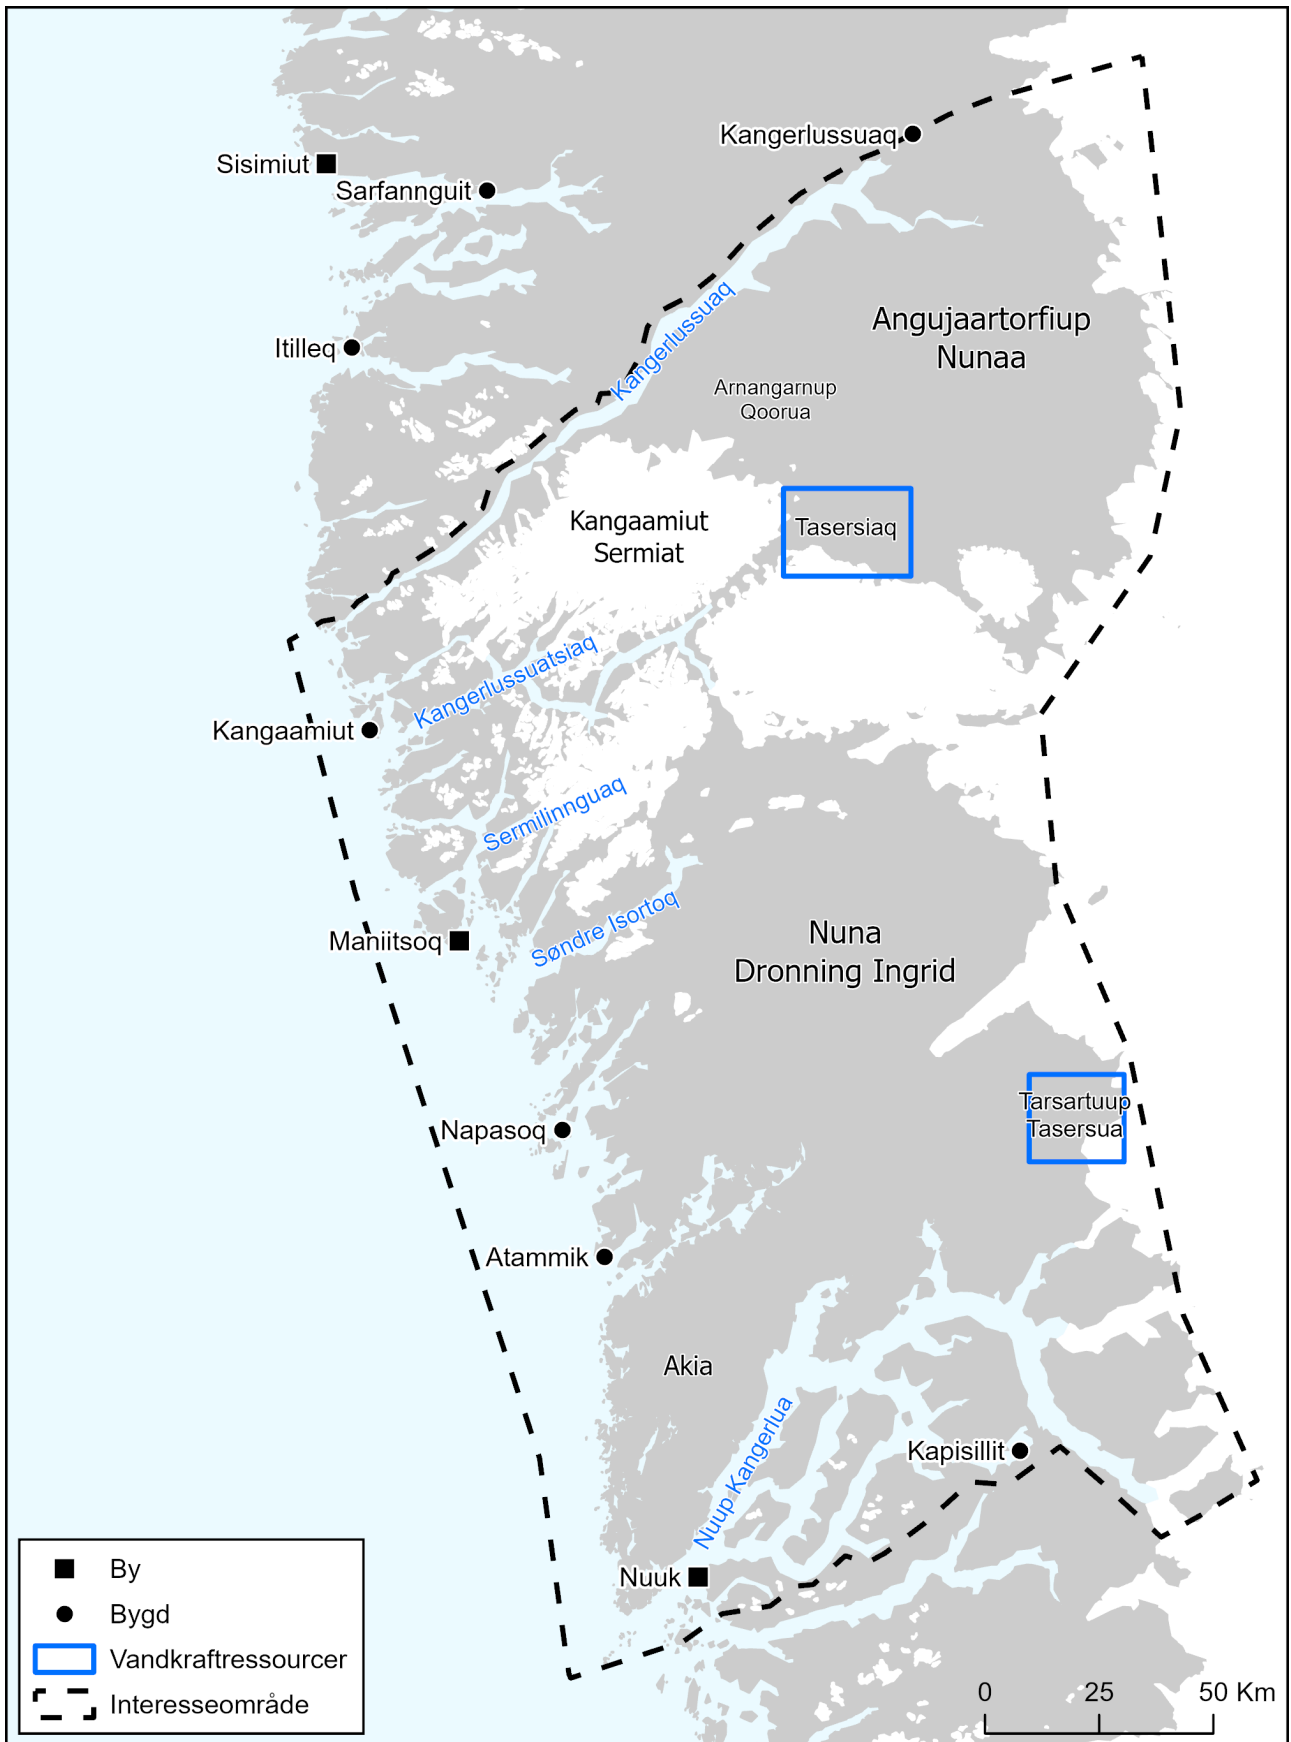 Kangerlussuaq
Sisimiut
Sarfannguit
Kangerlussuaq
Angujaartorfiup
Nunaa
Itilleq
Arnangarnup
Qoorua
Kangaamiut
Sermiat
Tasersiaq
Kangerlussuatsiaq
Kangaamiut
Sermilinnguaq
Søndre Isortoq
Maniitsoq
Nuna
Dronning Ingrid
Tarsartuup
Tasersua
Napasoq
Atammik
Akia
Nuup Kangerlua
Kapisillit
Nuuk
By
Bygd
Vandkraftressourcer
Interesseområde
0 25 50 Km